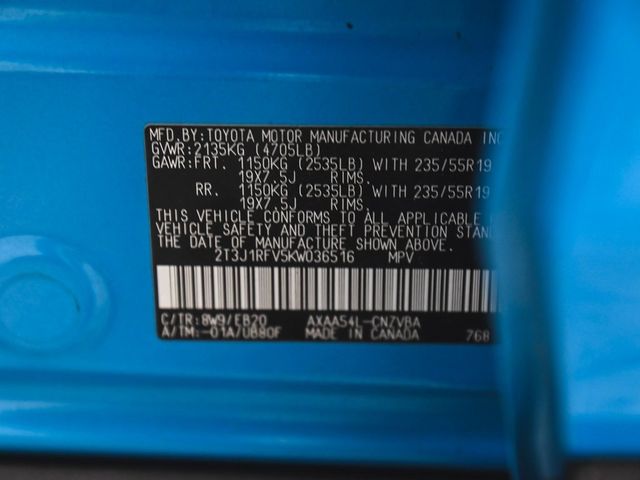 MFD.BY:TOYOTA MOTOR MANUFACTURING CANADA INC
GVWR:2135KG (4705LB)
GAWR:FRT. 1150KG (2535LB) WITH 235/55R19
19X7.5J RIMS.
RR. 1150KG (2535LB) WITH 235/55R19
19X7.5J RIMS.
THIS VEHICLE CONFORMS TO ALL APPLICABLE
VEHICLE SAFETY AND THEFT PREVENTION STAND
THE DATE OF MANUFACTURE SHOWN ABOVE.
2T3J1RFV5KW036516 MPV
C/TR:8W9/EB20 AXAA54L-CNZVBA
A/TM:-01A/UB80F MADE IN CANADA 768